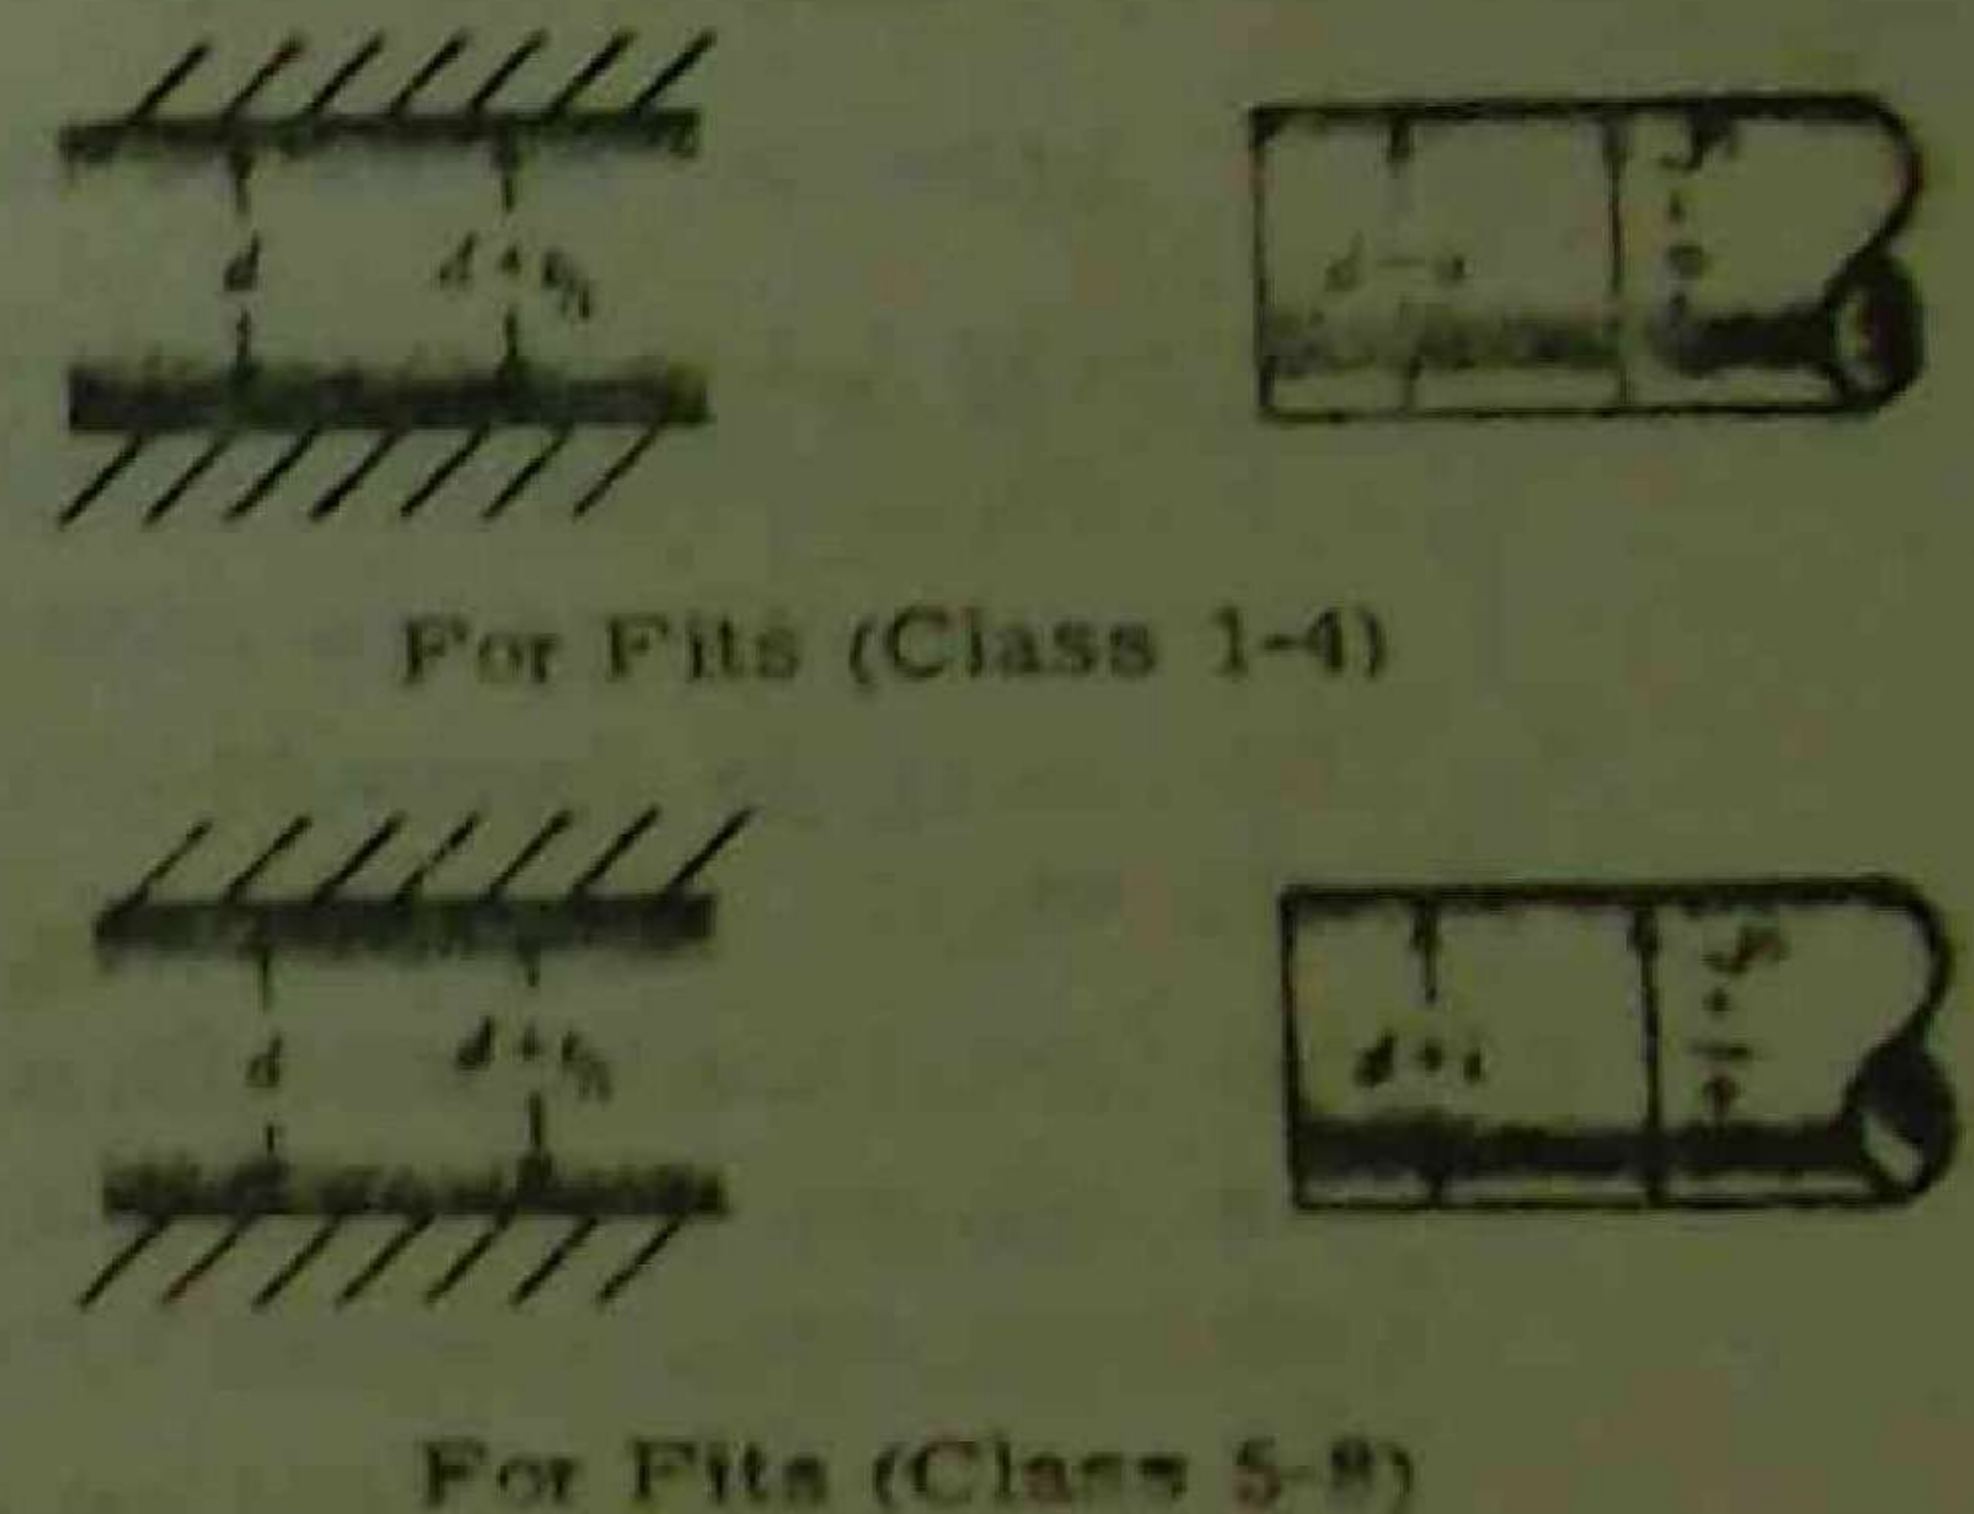 d
d + t_h
d - a
For Fits (Class 1-4)
d
d + t_h
d + i
For Fits (Class 5-8)